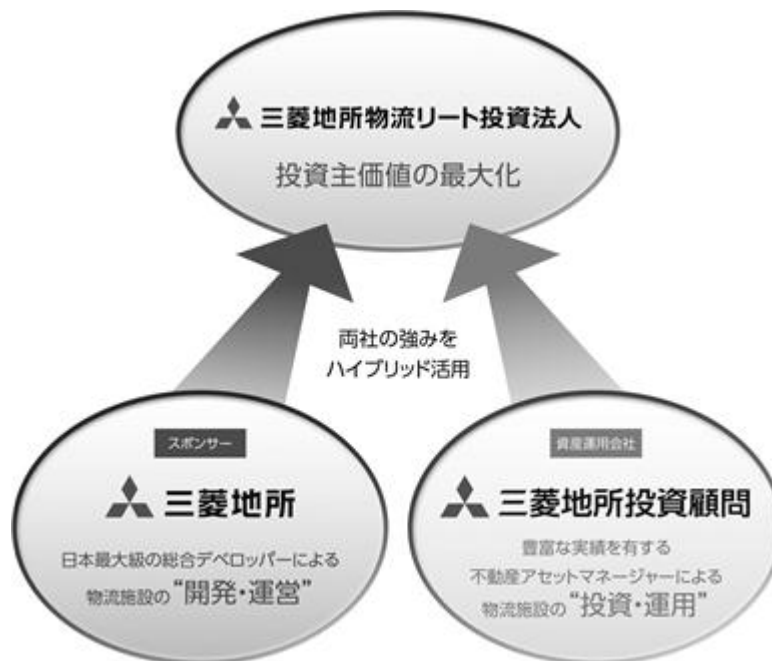 三菱地所物流リート投資法人
投資主価値の最大化
両社の強みを
ハイブリッド活用
スポンサー
三菱地所
日本最大級の総合デベロッパーによる
物流施設の“開発・運営”
資産運用会社
三菱地所投資顧問
豊富な実績を有する
不動産アセットマネージャーによる
物流施設の“投資・運用”